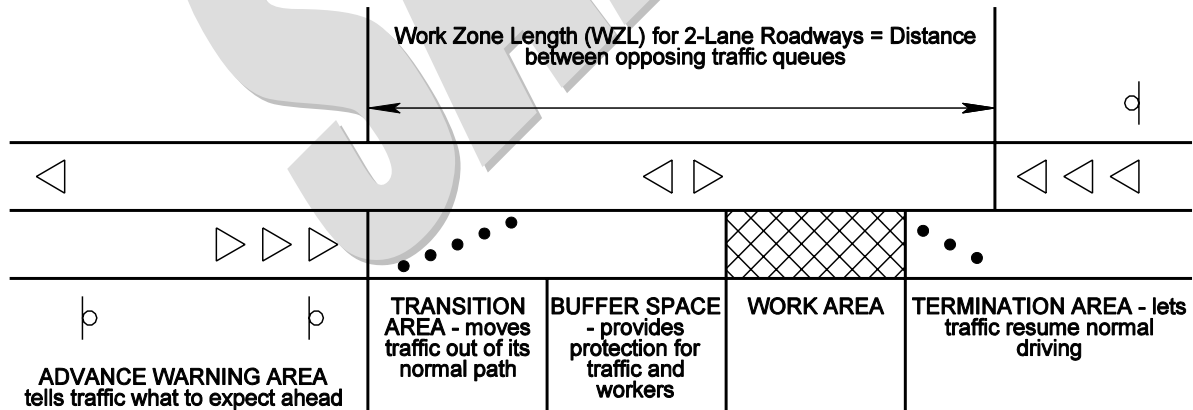 Work Zone Length (WZL) for 2-Lane Roadways = Distance
between opposing traffic queues
TRANSITION
AREA - moves
traffic out of its
normal path
BUFFER SPACE
- provides
protection for
traffic and
workers
WORK AREA
TERMINATION AREA - lets
traffic resume normal
driving
ADVANCE WARNING AREA
tells traffic what to expect ahead